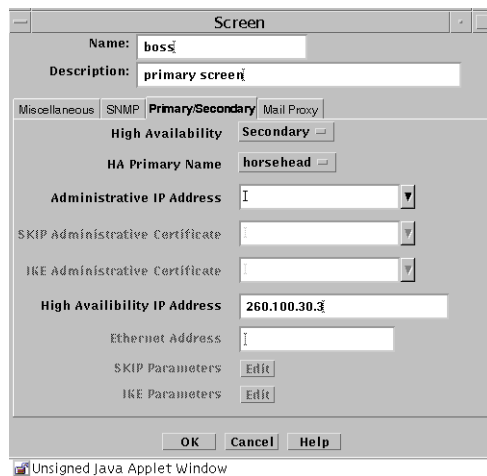 Screen
Name: boss
Description: primary screen
Miscellaneous SNMP Primary/Secondary Mail Proxy
High Availability Secondary
HA Primary Name horsehead
Administrative IP Address
SKIP Administrative Certificate
IKE Administrative Certificate
High Availibility IP Address 260.100.30.3
Ethernet Address
SKIP Parameters Edit
IKE Parameters Edit
OK Cancel Help
Unsigned Java Applet Window